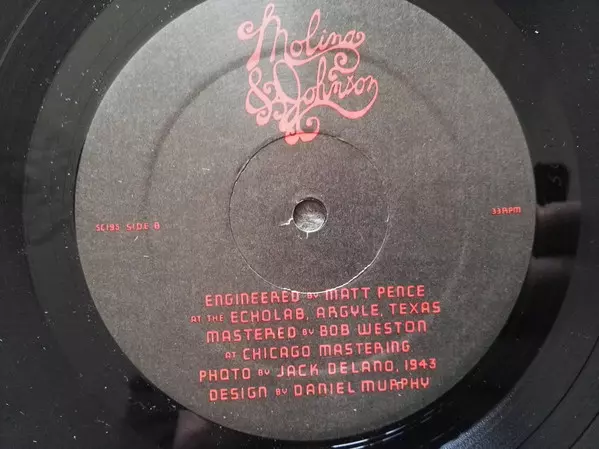 Molina
& Johnson
SC193 SIDE B
33RPM
ENGINEERED BY MATT PENCE
AT THE ECHOLAB, ARGYLE, TEXAS
MASTERED BY BOB WESTON
AT CHICAGO MASTERING
PHOTO BY JACK DELANO, 1943
DESIGN BY DANIEL MURPHY